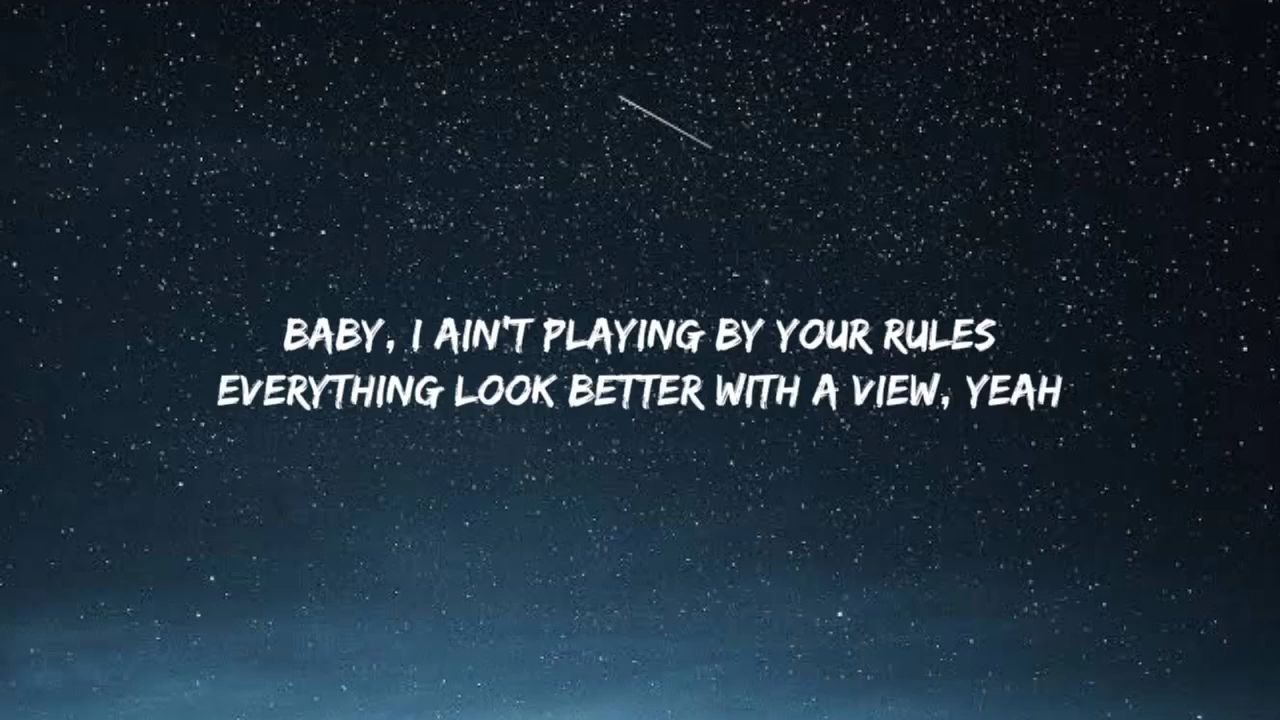 BABY, I AIN'T PLAYING BY YOUR RULES
EVERYTHING LOOK BETTER WITH A VIEW, YEAH